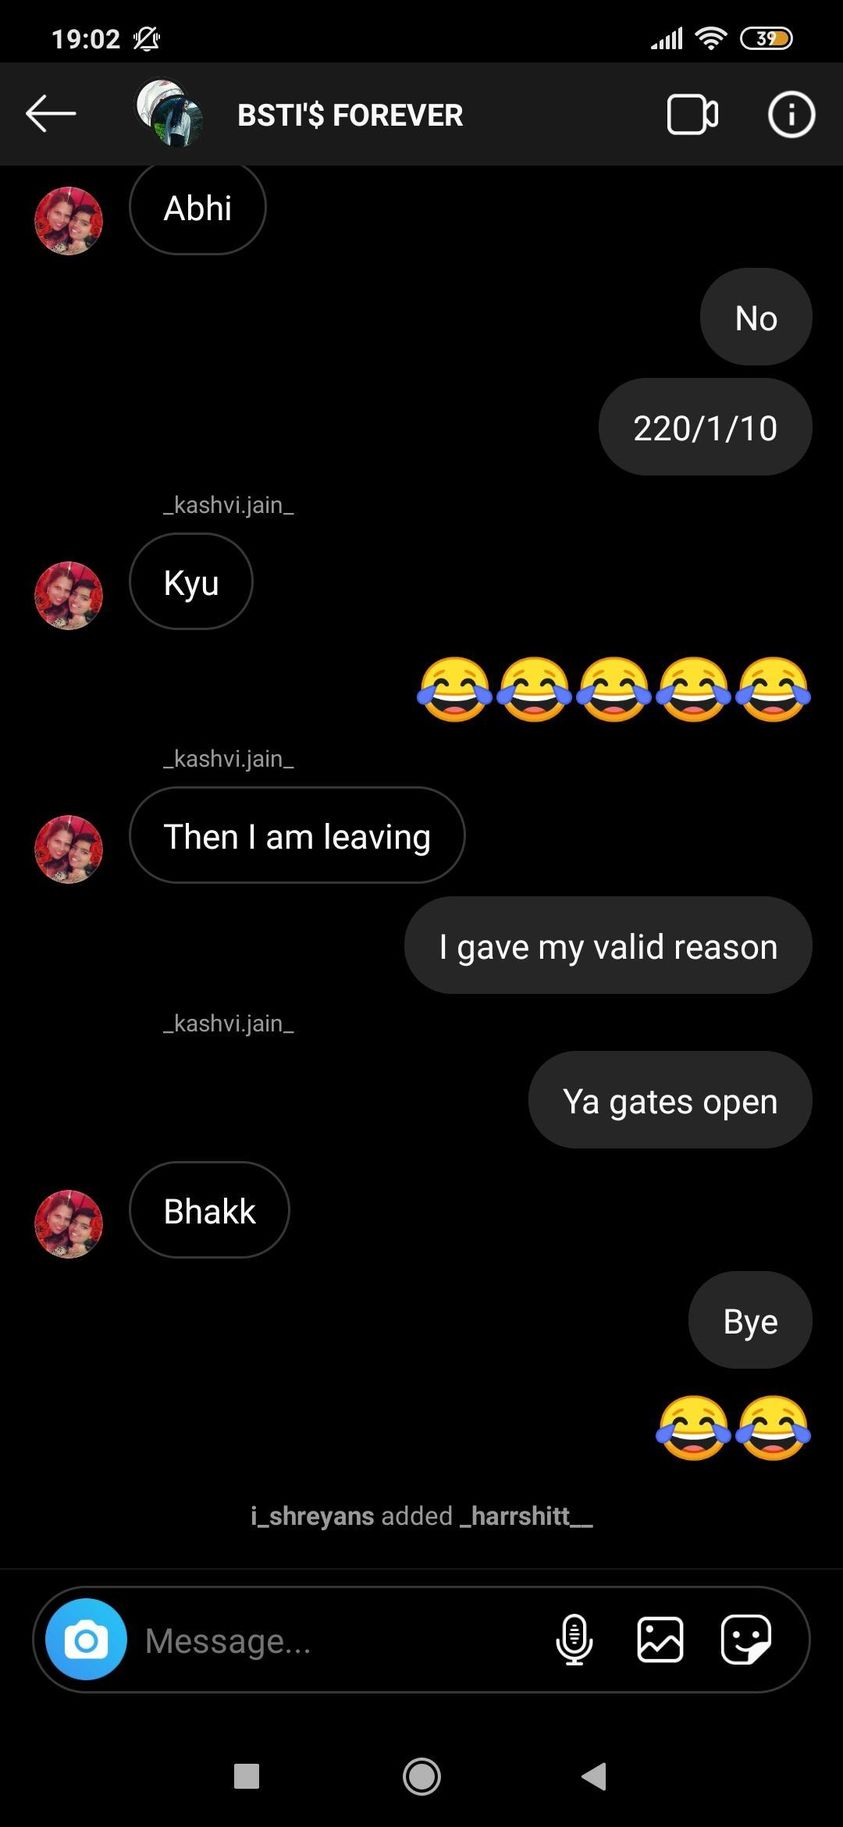 19:02
39
BSTI'$ FOREVER
Abhi
No
220/1/10
_kashvi.jain_
Kyu
😂😂😂😂😂
_kashvi.jain_
Then I am leaving
I gave my valid reason
_kashvi.jain_
Ya gates open
Bhakk
Bye
😂😂
i_shreyans added _harrshitt__
Message...